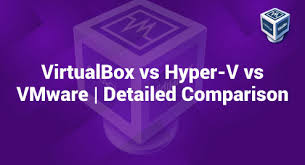 VirtualBox vs Hyper-V vs
VMware | Detailed Comparison